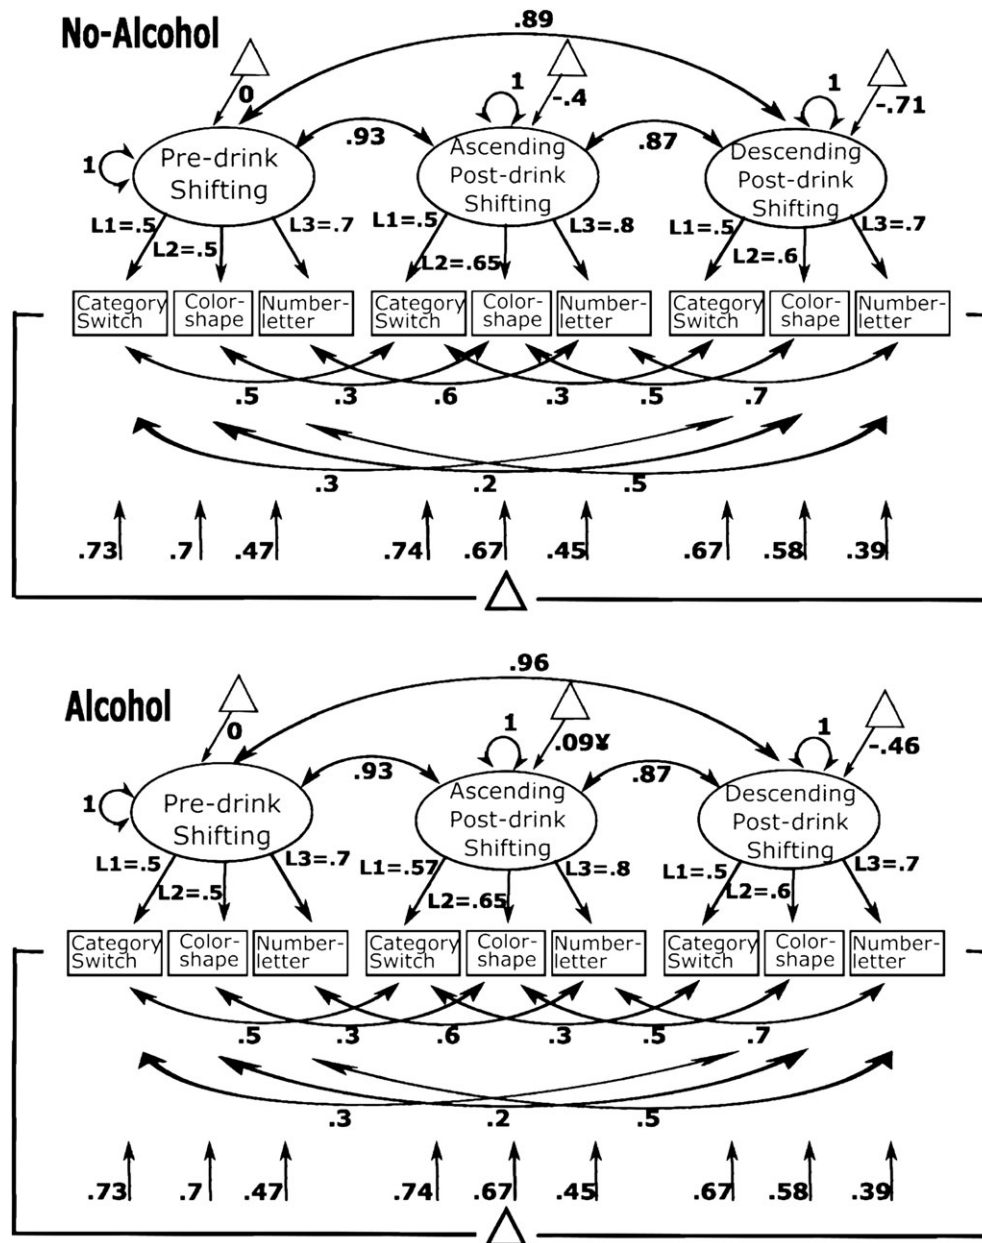 No-Alcohol
.89
0
1
-.4
1
-.71
1
Pre-drink
Shifting
.93
Ascending
Post-drink
Shifting
.87
Descending
Post-drink
Shifting
L1=.5
L2=.5
L3=.7
L1=.5
L2=.65
L3=.8
L1=.5
L2=.6
L3=.7
Category
Switch
Color-
shape
Number-
letter
Category
Switch
Color-
shape
Number-
letter
Category
Switch
Color-
shape
Number-
letter
.5 .3 .6 .3 .5 .7
.3 .2 .5
.73 .7 .47 .74 .67 .45 .67 .58 .39
Alcohol
.96
0
1
.09¥
1
-.46
1
Pre-drink
Shifting
.93
Ascending
Post-drink
Shifting
.87
Descending
Post-drink
Shifting
L1=.5
L2=.5
L3=.7
L1=.57
L2=.65
L3=.8
L1=.5
L2=.6
L3=.7
Category
Switch
Color-
shape
Number-
letter
Category
Switch
Color-
shape
Number-
letter
Category
Switch
Color-
shape
Number-
letter
.5 .3 .6 .3 .5 .7
.3 .2 .5
.73 .7 .47 .74 .67 .45 .67 .58 .39